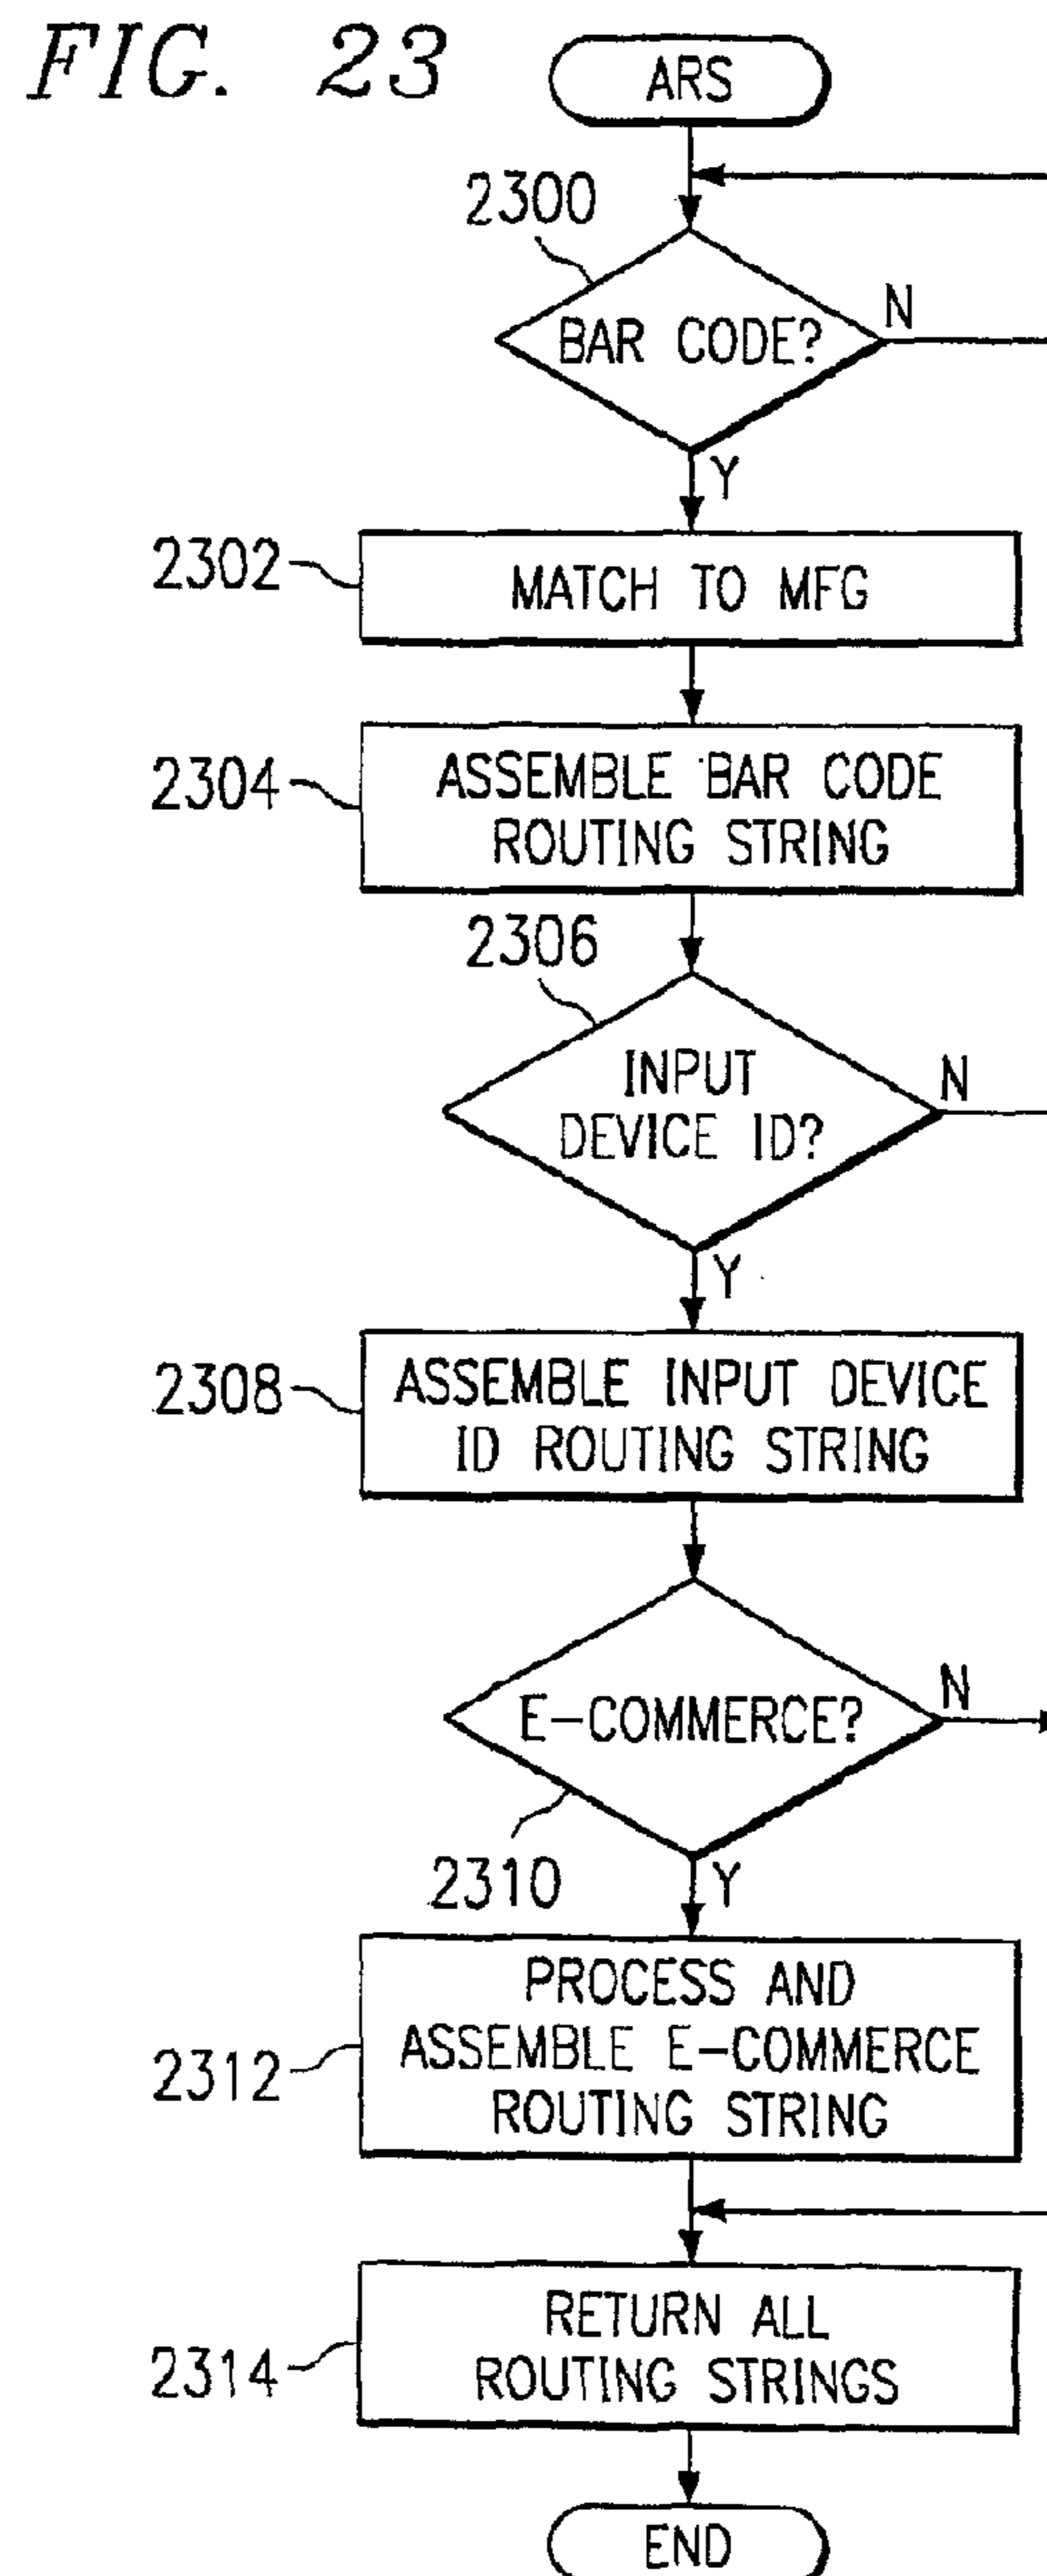 FIG. 23
ARS
2300
BAR CODE?
N
Y
2302
MATCH TO MFG
2304
ASSEMBLE BAR CODE
ROUTING STRING
2306
INPUT
DEVICE ID?
N
Y
2308
ASSEMBLE INPUT DEVICE
ID ROUTING STRING
E-COMMERCE?
N
2310
Y
2312
PROCESS AND
ASSEMBLE E-COMMERCE
ROUTING STRING
2314
RETURN ALL
ROUTING STRINGS
END